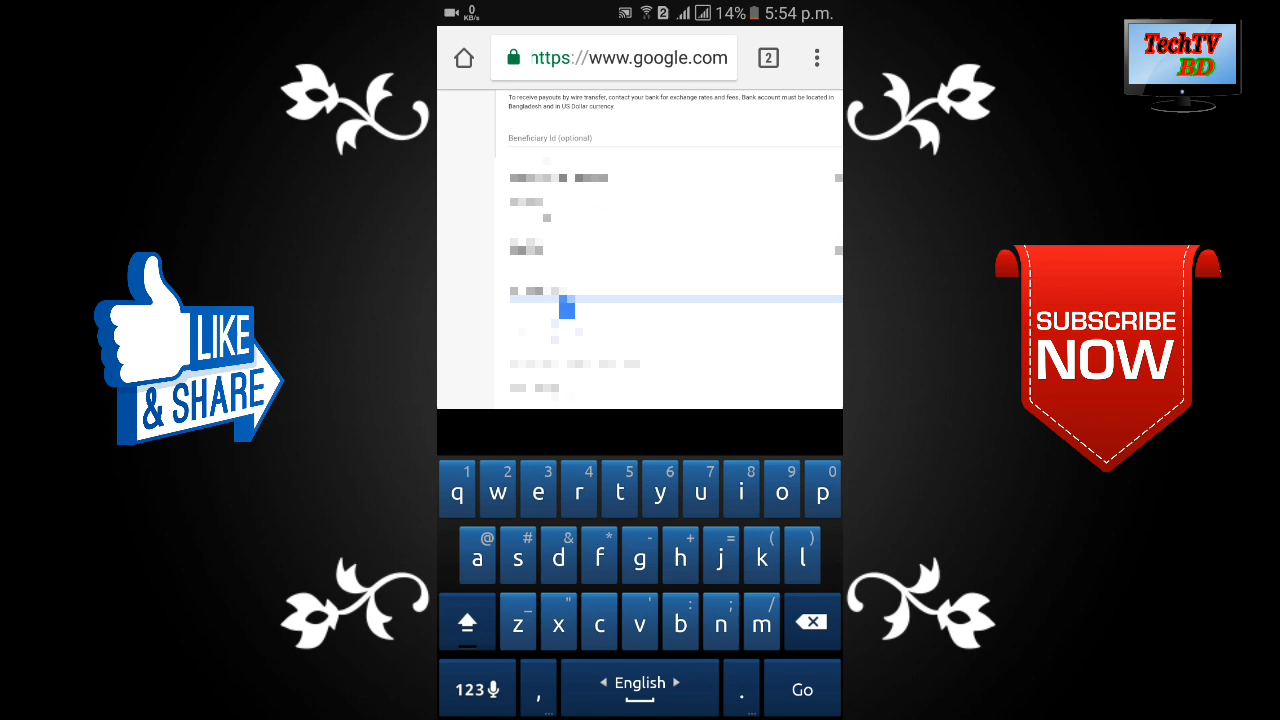 0
KB/s
2
14%
5:54 p.m.
TechTV
BD
https://www.google.com
2
To receive payouts by wire transfer, contact your bank for exchange rates and fees. Bank account must be located in
Bangladesh and in US Dollar currency.
Beneficiary Id (optional)
LIKE
& SHARE
SUBSCRIBE
NOW
1 2 3 4 5 6 7 8 9 0
q w e r t y u i o p
@ # & * - + = ( )
a s d f g h j k l
_ " ' : ; /
z x c v b n m
123 , English . Go